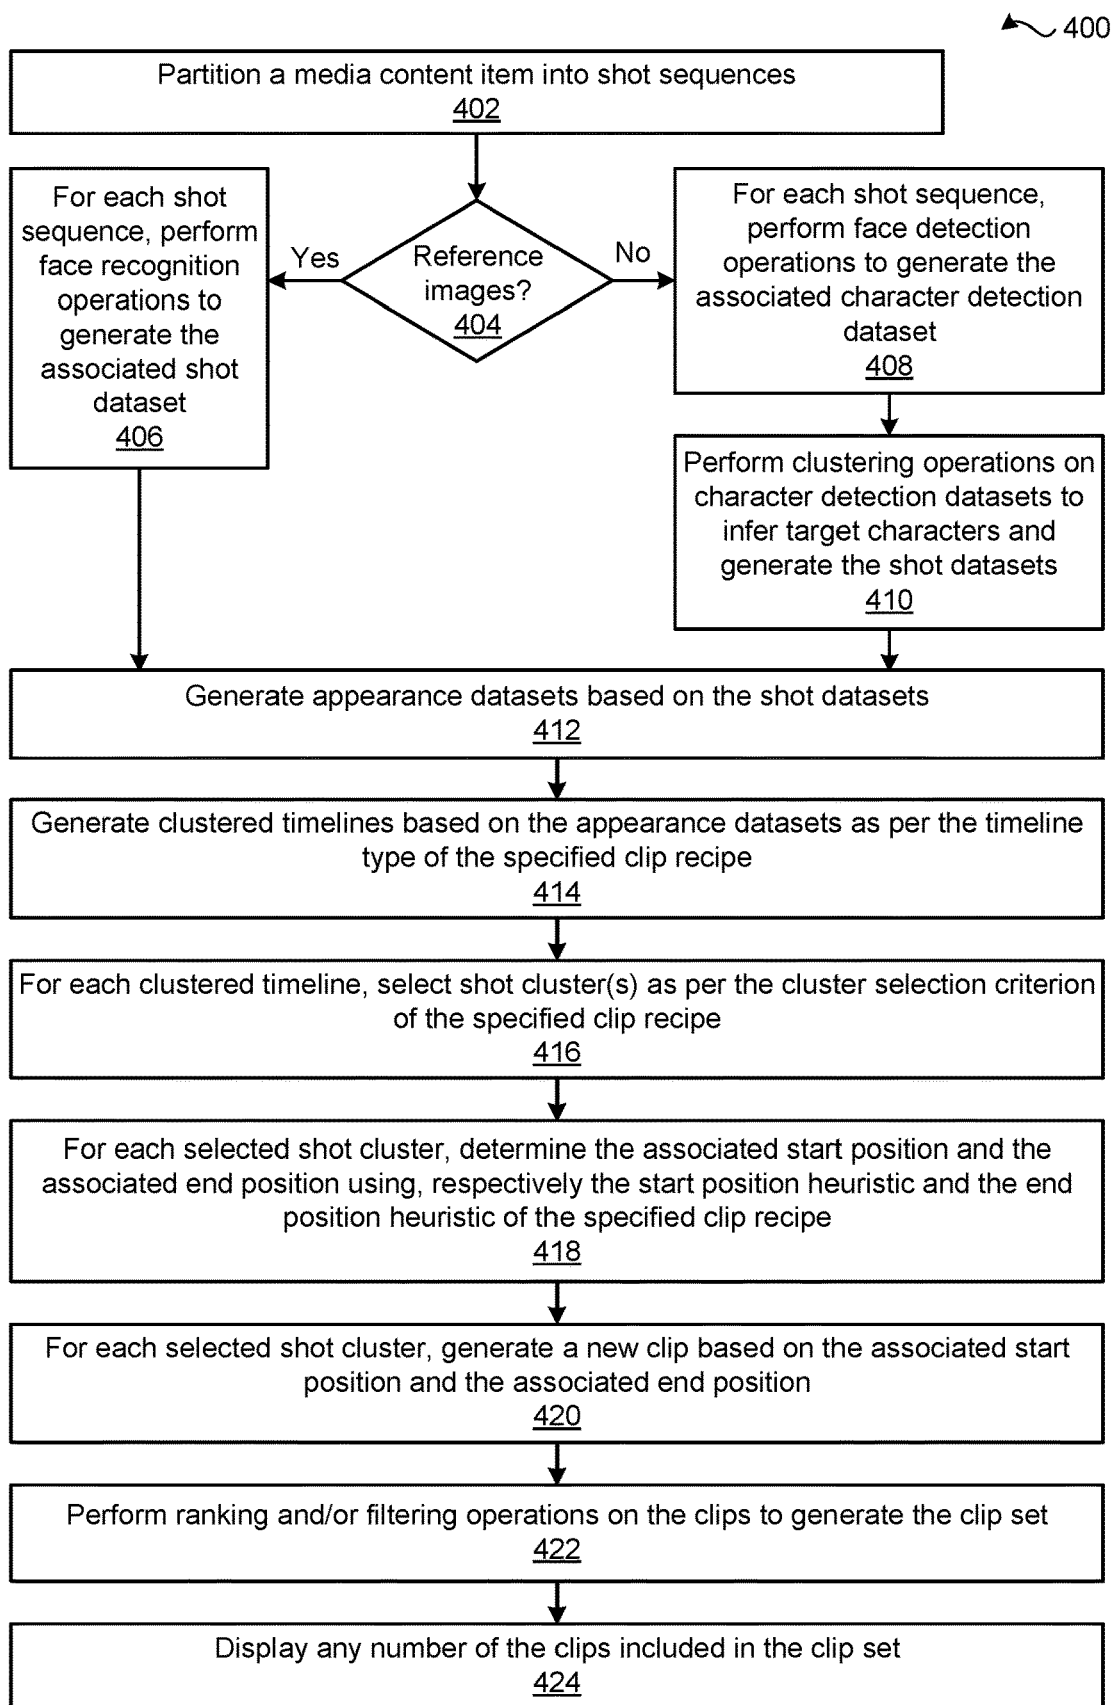 400
Partition a media content item into shot sequences
402
For each shot
sequence, perform
face recognition
operations to
generate the
associated shot
dataset
406
Yes
Reference
images?
404
No
For each shot sequence,
perform face detection
operations to generate the
associated character detection
dataset
408
Perform clustering operations on
character detection datasets to
infer target characters and
generate the shot datasets
410
Generate appearance datasets based on the shot datasets
412
Generate clustered timelines based on the appearance datasets as per the timeline
type of the specified clip recipe
414
For each clustered timeline, select shot cluster(s) as per the cluster selection criterion
of the specified clip recipe
416
For each selected shot cluster, determine the associated start position and the
associated end position using, respectively the start position heuristic and the end
position heuristic of the specified clip recipe
418
For each selected shot cluster, generate a new clip based on the associated start
position and the associated end position
420
Perform ranking and/or filtering operations on the clips to generate the clip set
422
Display any number of the clips included in the clip set
424